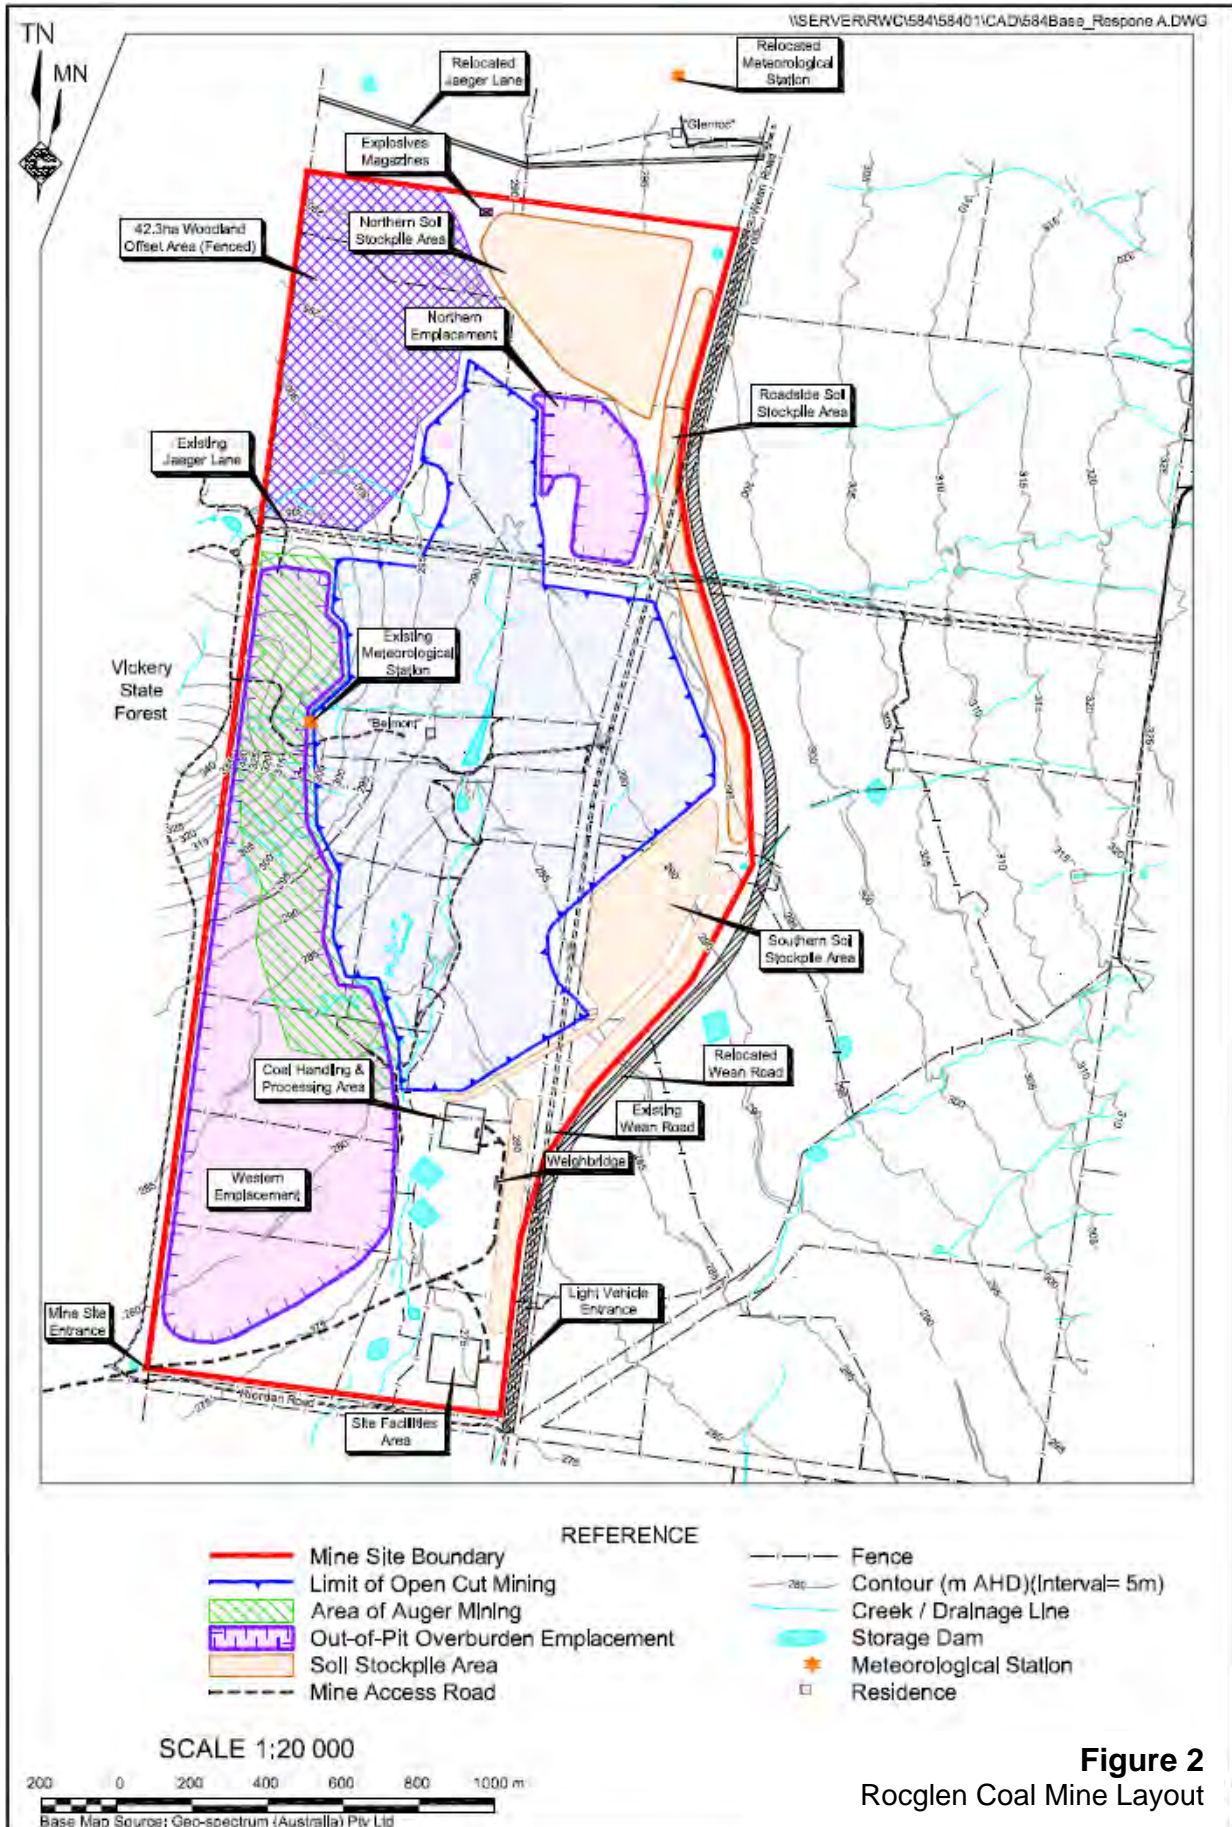 \\SERVER\RWC\584\58401\CAD\584Base_Respone A.DWG
TN
MN
Relocated
Jaeger Lane
Relocated
Meteorological
Station
"Glenroc"
Explosives
Magazines
Wean Road
42.3ha Woodland
Offset Area (Fenced)
Northern Soil
Stockpile Area
Northern
Emplacement
Roadside Soil
Stockpile Area
Existing
Jaeger Lane
Existing
Meteorological
Station
Vickery
State
Forest
"Belmont"
Southern Soil
Stockpile Area
Coal Handling &
Processing Area
Relocated
Wean Road
Existing
Wean Road
Weighbridge
Western
Emplacement
Mine Site
Entrance
Light Vehicle
Entrance
Riordan Road
Site Facilities
Area
REFERENCE
Mine Site Boundary
Limit of Open Cut Mining
Area of Auger Mining
Out-of-Pit Overburden Emplacement
Soil Stockpile Area
Mine Access Road
Fence
280 Contour (m AHD)(Interval= 5m)
Creek / Drainage Line
Storage Dam
Meteorological Station
Residence
SCALE 1:20 000
200 0 200 400 600 800 1000 m
Base Map Source: Geo-spectrum (Australia) Pty Ltd
Figure 2
Rocglen Coal Mine Layout